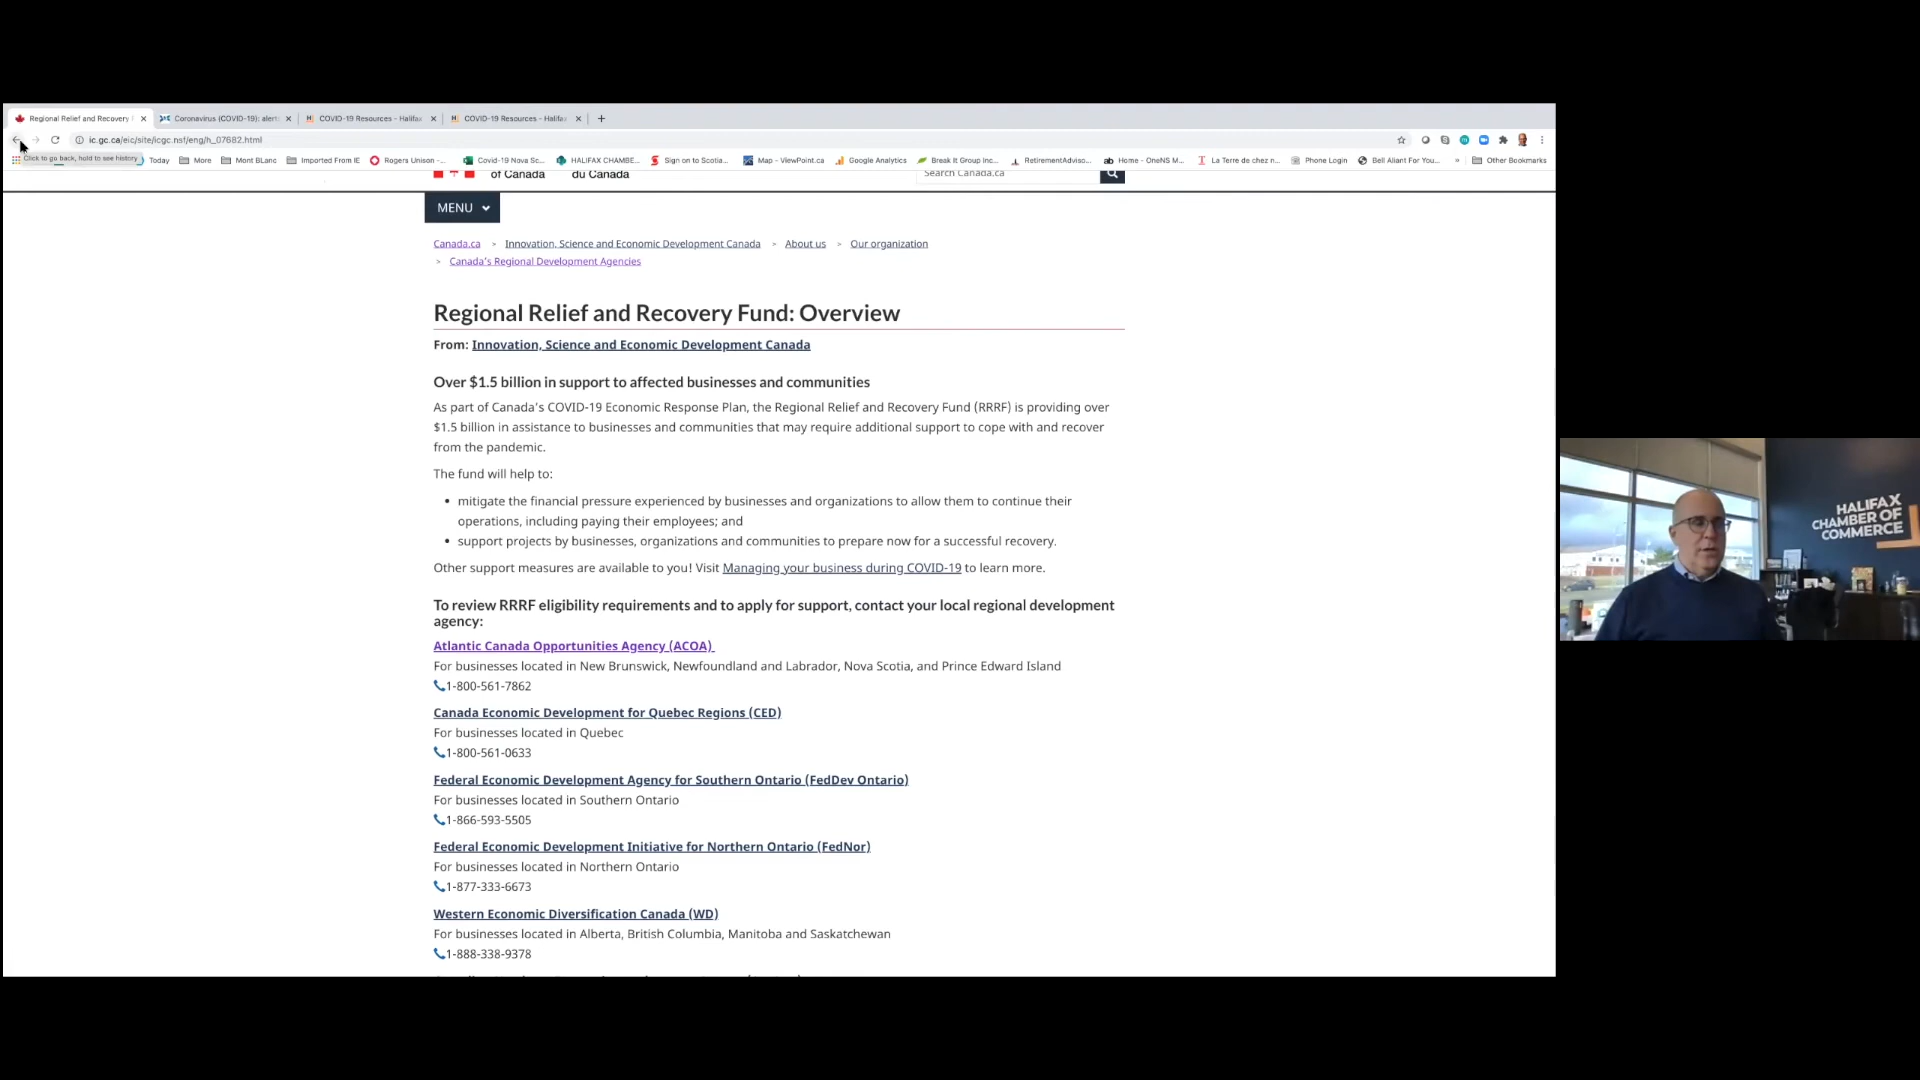 Regional Relief and Recovery
Coronavirus (COVID-19): alert
COVID-19 Resources - Halifax
COVID-19 Resources - Halifax
ic.gc.ca/eic/site/icgc.nsf/eng/h_07682.html
Click to go back, hold to see history
Today
More
Mont BLanc
Imported From IE
Rogers Unison -...
Covid-19 Nova Sc...
HALIFAX CHAMBE...
Sign on to Scotia...
Map - ViewPoint.ca
Google Analytics
Break It Group Inc...
RetirementAdviso...
Home - OneNS M...
La Terre de chez n...
Phone Login
Bell Aliant For You...
»
Other Bookmarks
of Canada
du Canada
Search Canada.ca
MENU
Canada.ca > Innovation, Science and Economic Development Canada > About us > Our organization
> Canada's Regional Development Agencies
Regional Relief and Recovery Fund: Overview
From: Innovation, Science and Economic Development Canada
Over $1.5 billion in support to affected businesses and communities
As part of Canada's COVID-19 Economic Response Plan, the Regional Relief and Recovery Fund (RRRF) is providing over
$1.5 billion in assistance to businesses and communities that may require additional support to cope with and recover
from the pandemic.
The fund will help to:
• mitigate the financial pressure experienced by businesses and organizations to allow them to continue their
operations, including paying their employees; and
• support projects by businesses, organizations and communities to prepare now for a successful recovery.
Other support measures are available to you! Visit Managing your business during COVID-19 to learn more.
To review RRRF eligibility requirements and to apply for support, contact your local regional development
agency:
Atlantic Canada Opportunities Agency (ACOA)
For businesses located in New Brunswick, Newfoundland and Labrador, Nova Scotia, and Prince Edward Island
1-800-561-7862
Canada Economic Development for Quebec Regions (CED)
For businesses located in Quebec
1-800-561-0633
Federal Economic Development Agency for Southern Ontario (FedDev Ontario)
For businesses located in Southern Ontario
1-866-593-5505
Federal Economic Development Initiative for Northern Ontario (FedNor)
For businesses located in Northern Ontario
1-877-333-6673
Western Economic Diversification Canada (WD)
For businesses located in Alberta, British Columbia, Manitoba and Saskatchewan
1-888-338-9378
HALIFAX
CHAMBER OF
COMMERCE